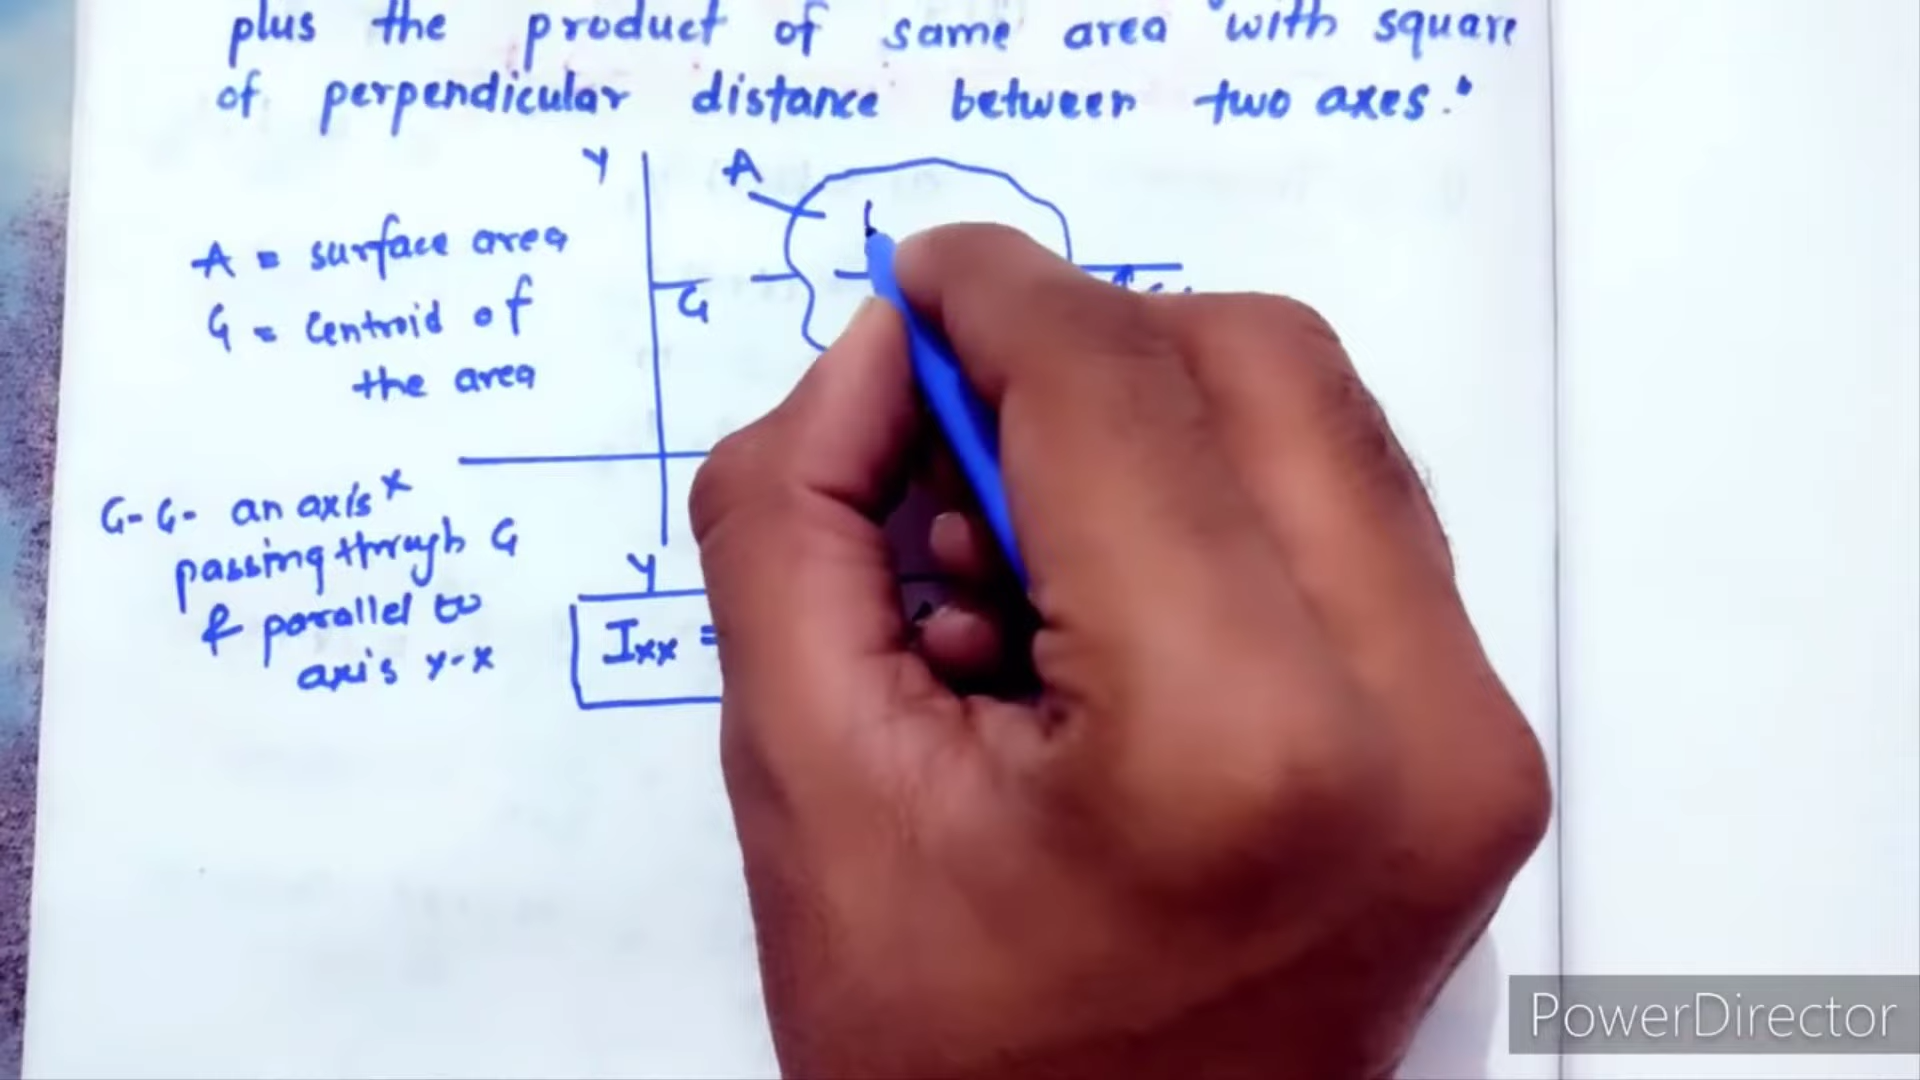 plus the product of same area with square
of perpendicular distance between two axes."
Y
A
A = surface area
G
G = Centroid of
the area
X
G-G- an axis
passing through G
& parallel to
axis x-x
Y
Ixx =
PowerDirector